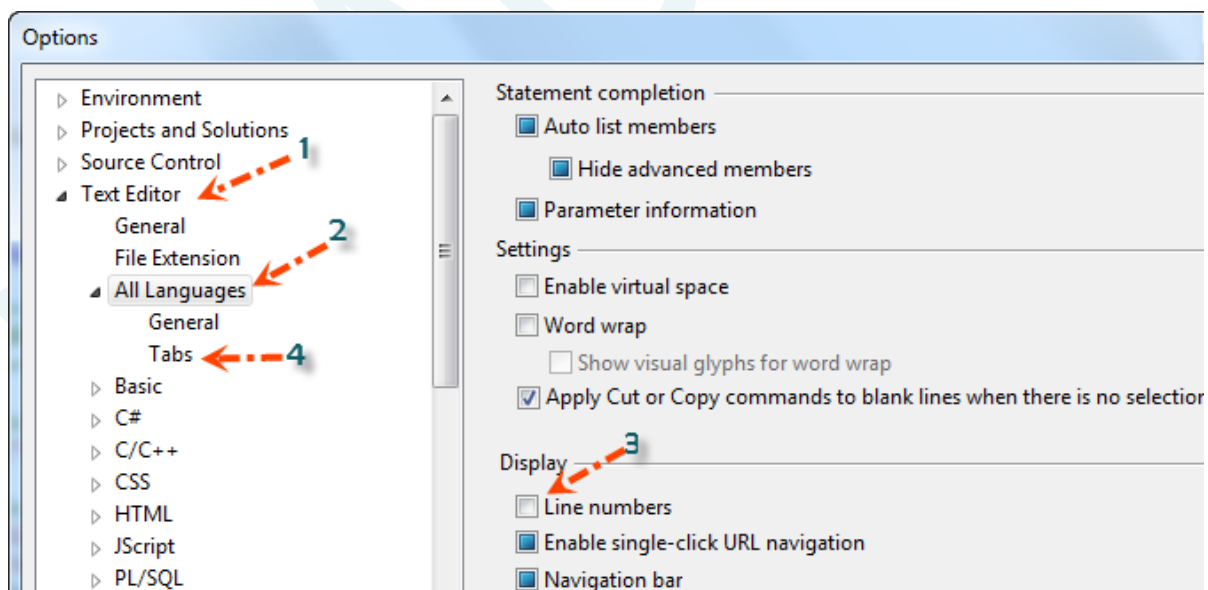 Options
Environment
Projects and Solutions
Source Control
1
Text Editor
General
2
File Extension
All Languages
General
Tabs
4
Basic
C#
C/C++
CSS
HTML
JScript
PL/SQL
Statement completion
Auto list members
Hide advanced members
Parameter information
Settings
Enable virtual space
Word wrap
Show visual glyphs for word wrap
Apply Cut or Copy commands to blank lines when there is no selection
Display
3
Line numbers
Enable single-click URL navigation
Navigation bar